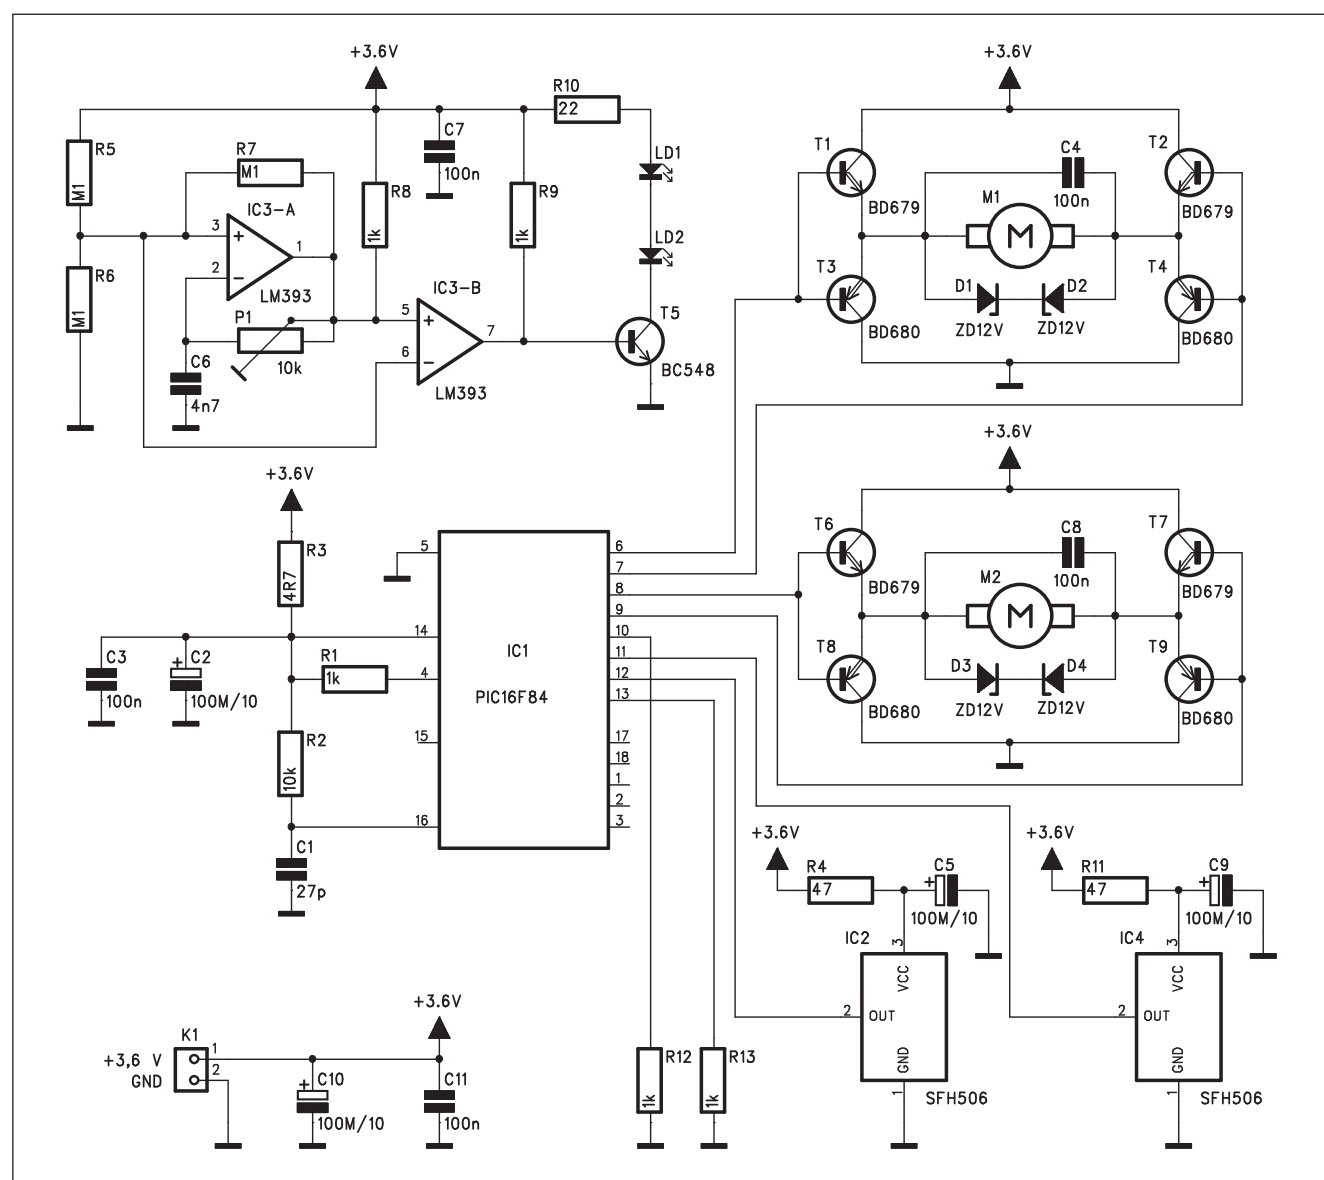 +3.6V
R10
22
R5
M1
R7
M1
C7
100n
LD1
R8
1k
R9
1k
IC3-A
3
+
1
2
−
LM393
LD2
R6
M1
P1
10k
IC3-B
5
+
7
6
−
LM393
T5
BC548
C6
4n7
+3.6V
T1
BD679
T2
BD679
C4
100n
M1
M
T3
BD680
T4
BD680
D1
ZD12V
D2
ZD12V
+3.6V
R3
4R7
C3
100n
+
C2
100M/10
R1
1k
R2
10k
C1
27p
5
14
4
15
16
IC1
PIC16F84
6
7
8
9
10
11
12
13
17
18
1
2
3
+3.6V
T6
BD679
T7
BD679
C8
100n
M2
M
T8
BD680
T9
BD680
D3
ZD12V
D4
ZD12V
+3.6V
R4
47
+
C5
100M/10
IC2
3
VCC
2
OUT
GND
1
SFH506
+3.6V
R11
47
+
C9
100M/10
IC4
3
VCC
2
OUT
GND
1
SFH506
R12
1k
R13
1k
+3.6V
K1
+3,6 V
1
GND
2
+
C10
100M/10
C11
100n